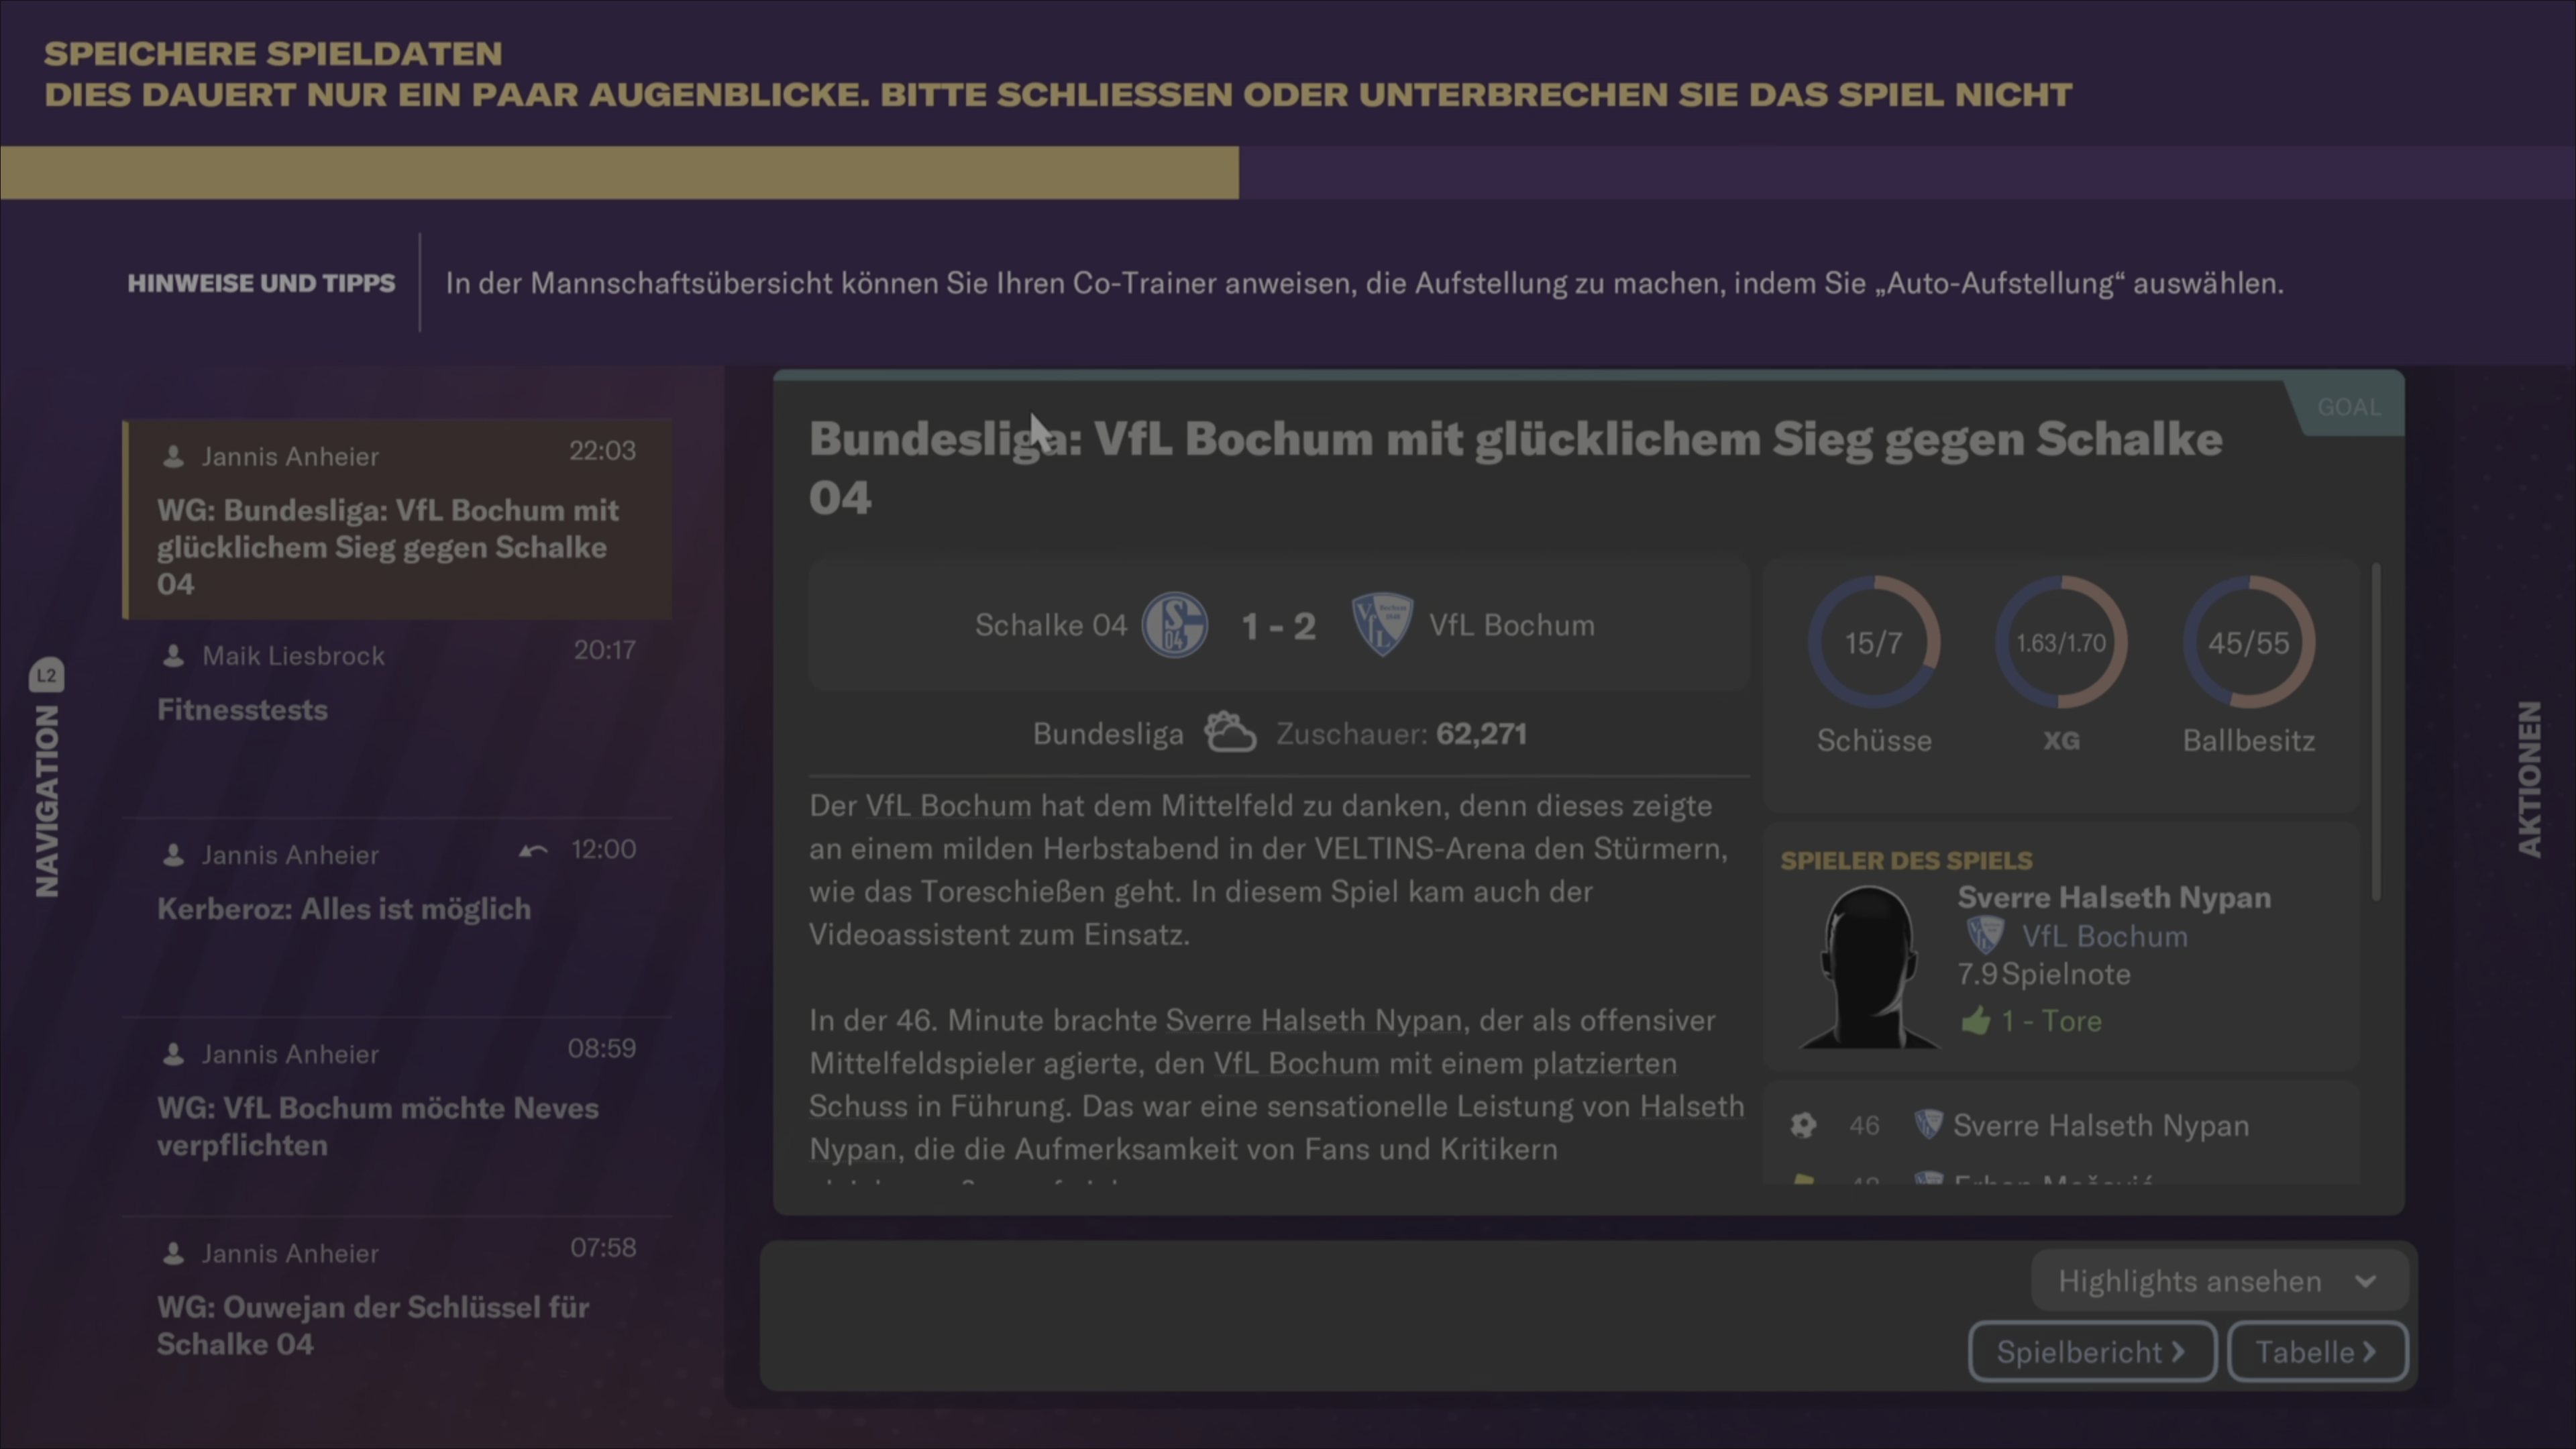 SPEICHERE SPIELDATEN
DIES DAUERT NUR EIN PAAR AUGENBLICKE. BITTE SCHLIESSEN ODER UNTERBRECHEN SIE DAS SPIEL NICHT
HINWEISE UND TIPPS
In der Mannschaftsübersicht können Sie Ihren Co-Trainer anweisen, die Aufstellung zu machen, indem Sie „Auto-Aufstellung“ auswählen.
L2
NAVIGATION
Jannis Anheier 22:03
WG: Bundesliga: VfL Bochum mit
glücklichem Sieg gegen Schalke
04
Maik Liesbrock 20:17
Fitnesstests
Jannis Anheier 12:00
Kerberoz: Alles ist möglich
Jannis Anheier 08:59
WG: VfL Bochum möchte Neves
verpflichten
Jannis Anheier 07:58
WG: Ouwejan der Schlüssel für
Schalke 04
GOAL
Bundesliga: VfL Bochum mit glücklichem Sieg gegen Schalke
04
Schalke 04 1 - 2 VfL Bochum
Bundesliga Zuschauer: 62,271
Der VfL Bochum hat dem Mittelfeld zu danken, denn dieses zeigte
an einem milden Herbstabend in der VELTINS-Arena den Stürmern,
wie das Toreschießen geht. In diesem Spiel kam auch der
Videoassistent zum Einsatz.
In der 46. Minute brachte Sverre Halseth Nypan, der als offensiver
Mittelfeldspieler agierte, den VfL Bochum mit einem platzierten
Schuss in Führung. Das war eine sensationelle Leistung von Halseth
Nypan, die die Aufmerksamkeit von Fans und Kritikern
15/7 1.63/1.70 45/55
Schüsse XG Ballbesitz
SPIELER DES SPIELS
Sverre Halseth Nypan
VfL Bochum
7.9 Spielnote
1 - Tore
46 Sverre Halseth Nypan
Highlights ansehen
Spielbericht
Tabelle
AKTIONEN